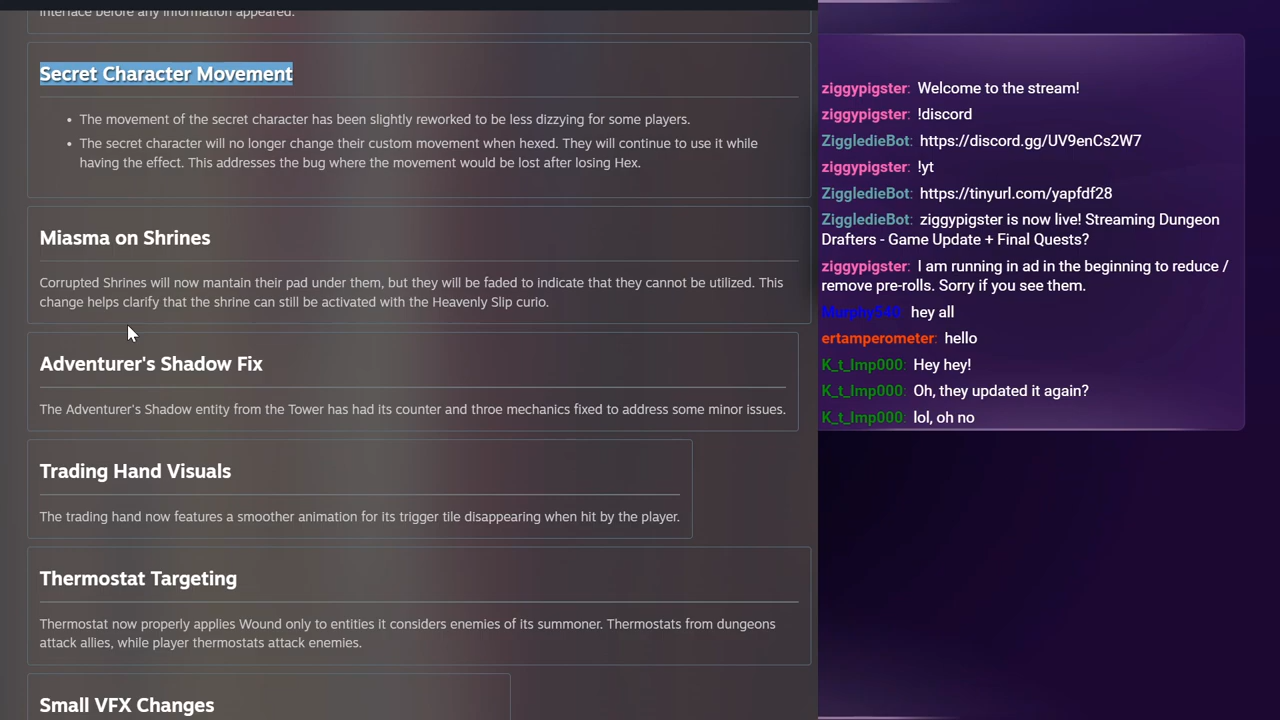 interface before any information appeared.
Secret Character Movement
The movement of the secret character has been slightly reworked to be less dizzying for some players.
The secret character will no longer change their custom movement when hexed. They will continue to use it while
having the effect. This addresses the bug where the movement would be lost after losing Hex.
Miasma on Shrines
Corrupted Shrines will now mantain their pad under them, but they will be faded to indicate that they cannot be utilized. This
change helps clarify that the shrine can still be activated with the Heavenly Slip curio.
Adventurer's Shadow Fix
The Adventurer's Shadow entity from the Tower has had its counter and throe mechanics fixed to address some minor issues.
Trading Hand Visuals
The trading hand now features a smoother animation for its trigger tile disappearing when hit by the player.
Thermostat Targeting
Thermostat now properly applies Wound only to entities it considers enemies of its summoner. Thermostats from dungeons
attack allies, while player thermostats attack enemies.
Small VFX Changes
ziggypigster: Welcome to the stream!
ziggypigster: !discord
ZiggledieBot: https://discord.gg/UV9enCs2W7
ziggypigster: !yt
ZiggledieBot: https://tinyurl.com/yapfdf28
ZiggledieBot: ziggypigster is now live! Streaming Dungeon
Drafters - Game Update + Final Quests?
ziggypigster: I am running in ad in the beginning to reduce /
remove pre-rolls. Sorry if you see them.
Murphy540: hey all
ertamperometer: hello
K_t_Imp000: Hey hey!
K_t_Imp000: Oh, they updated it again?
K_t_Imp000: lol, oh no